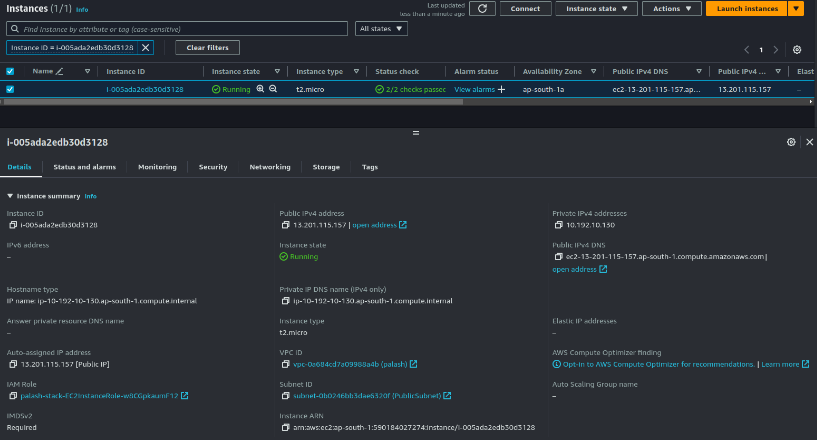 Instances (1/1) Info
Last updated
less than a minute ago
Connect
Instance state
Actions
Launch instances
Find Instance by attribute or tag (case-sensitive)
All states
Instance ID = i-005ada2edb30d3128
Clear filters
1
Name
Instance ID
Instance state
Instance type
Status check
Alarm status
Availability Zone
Public IPv4 DNS
Public IPv4 ...
Elast
i-005ada2edb30d3128
Running
t2.micro
2/2 checks passec
View alarms
ap-south-1a
ec2-13-201-115-157.ap...
13.201.115.157
–
i-005ada2edb30d3128
Details
Status and alarms
Monitoring
Security
Networking
Storage
Tags
Instance summary Info
Instance ID
i-005ada2edb30d3128
Public IPv4 address
13.201.115.157 | open address
Private IPv4 addresses
10.192.10.130
IPv6 address
–
Instance state
Running
Public IPv4 DNS
ec2-13-201-115-157.ap-south-1.compute.amazonaws.com |
open address
Hostname type
IP name: ip-10-192-10-130.ap-south-1.compute.internal
Private IP DNS name (IPv4 only)
ip-10-192-10-130.ap-south-1.compute.internal
Answer private resource DNS name
–
Instance type
t2.micro
Elastic IP addresses
–
Auto-assigned IP address
13.201.115.157 [Public IP]
VPC ID
vpc-0a684cd7a09988a4b (palash)
AWS Compute Optimizer finding
Opt-in to AWS Compute Optimizer for recommendations. | Learn more
IAM Role
palash-stack-EC2InstanceRole-w6CGpkaumF12
Subnet ID
subnet-0b0246bb3dae6320f (PublicSubnet)
Auto Scaling Group name
–
IMDSv2
Required
Instance ARN
arn:aws:ec2:ap-south-1:590184027274:instance/i-005ada2edb30d3128